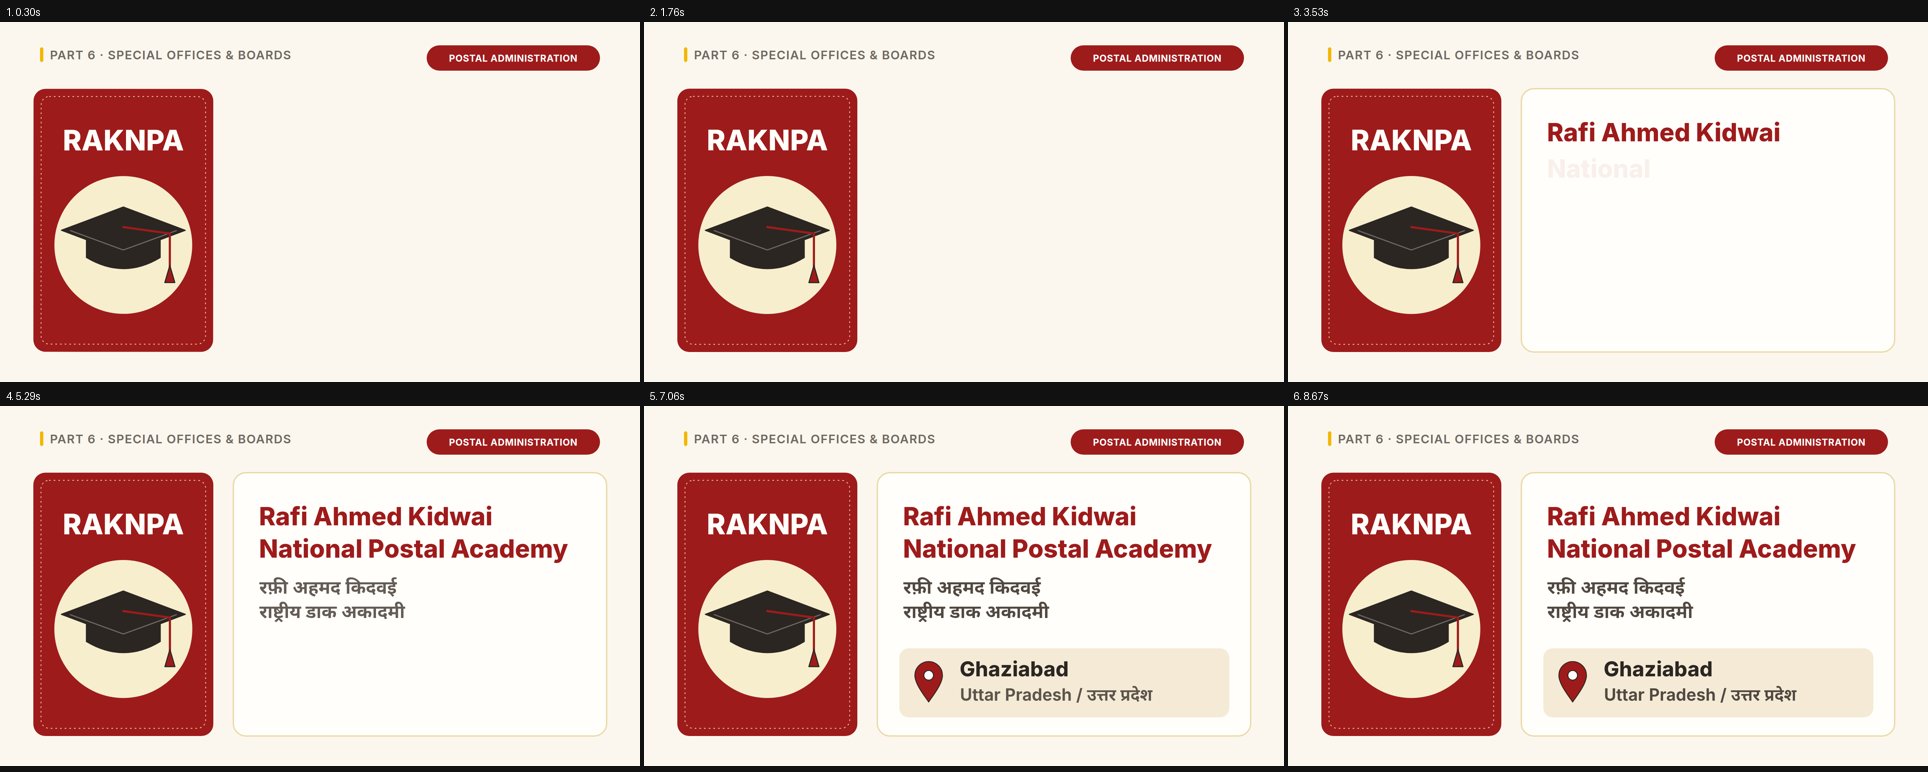 1. 0.30s
PART 6 · SPECIAL OFFICES & BOARDS
POSTAL ADMINISTRATION
RAKNPA
2. 1.76s
PART 6 · SPECIAL OFFICES & BOARDS
POSTAL ADMINISTRATION
RAKNPA
3. 3.53s
PART 6 · SPECIAL OFFICES & BOARDS
POSTAL ADMINISTRATION
RAKNPA
Rafi Ahmed Kidwai
National
4. 5.29s
PART 6 · SPECIAL OFFICES & BOARDS
POSTAL ADMINISTRATION
RAKNPA
Rafi Ahmed Kidwai
National Postal Academy
रफ़ी अहमद किदवई
राष्ट्रीय डाक अकादमी
5. 7.06s
PART 6 · SPECIAL OFFICES & BOARDS
POSTAL ADMINISTRATION
RAKNPA
Rafi Ahmed Kidwai
National Postal Academy
रफ़ी अहमद किदवई
राष्ट्रीय डाक अकादमी
Ghaziabad
Uttar Pradesh / उत्तर प्रदेश
6. 8.67s
PART 6 · SPECIAL OFFICES & BOARDS
POSTAL ADMINISTRATION
RAKNPA
Rafi Ahmed Kidwai
National Postal Academy
रफ़ी अहमद किदवई
राष्ट्रीय डाक अकादमी
Ghaziabad
Uttar Pradesh / उत्तर प्रदेश